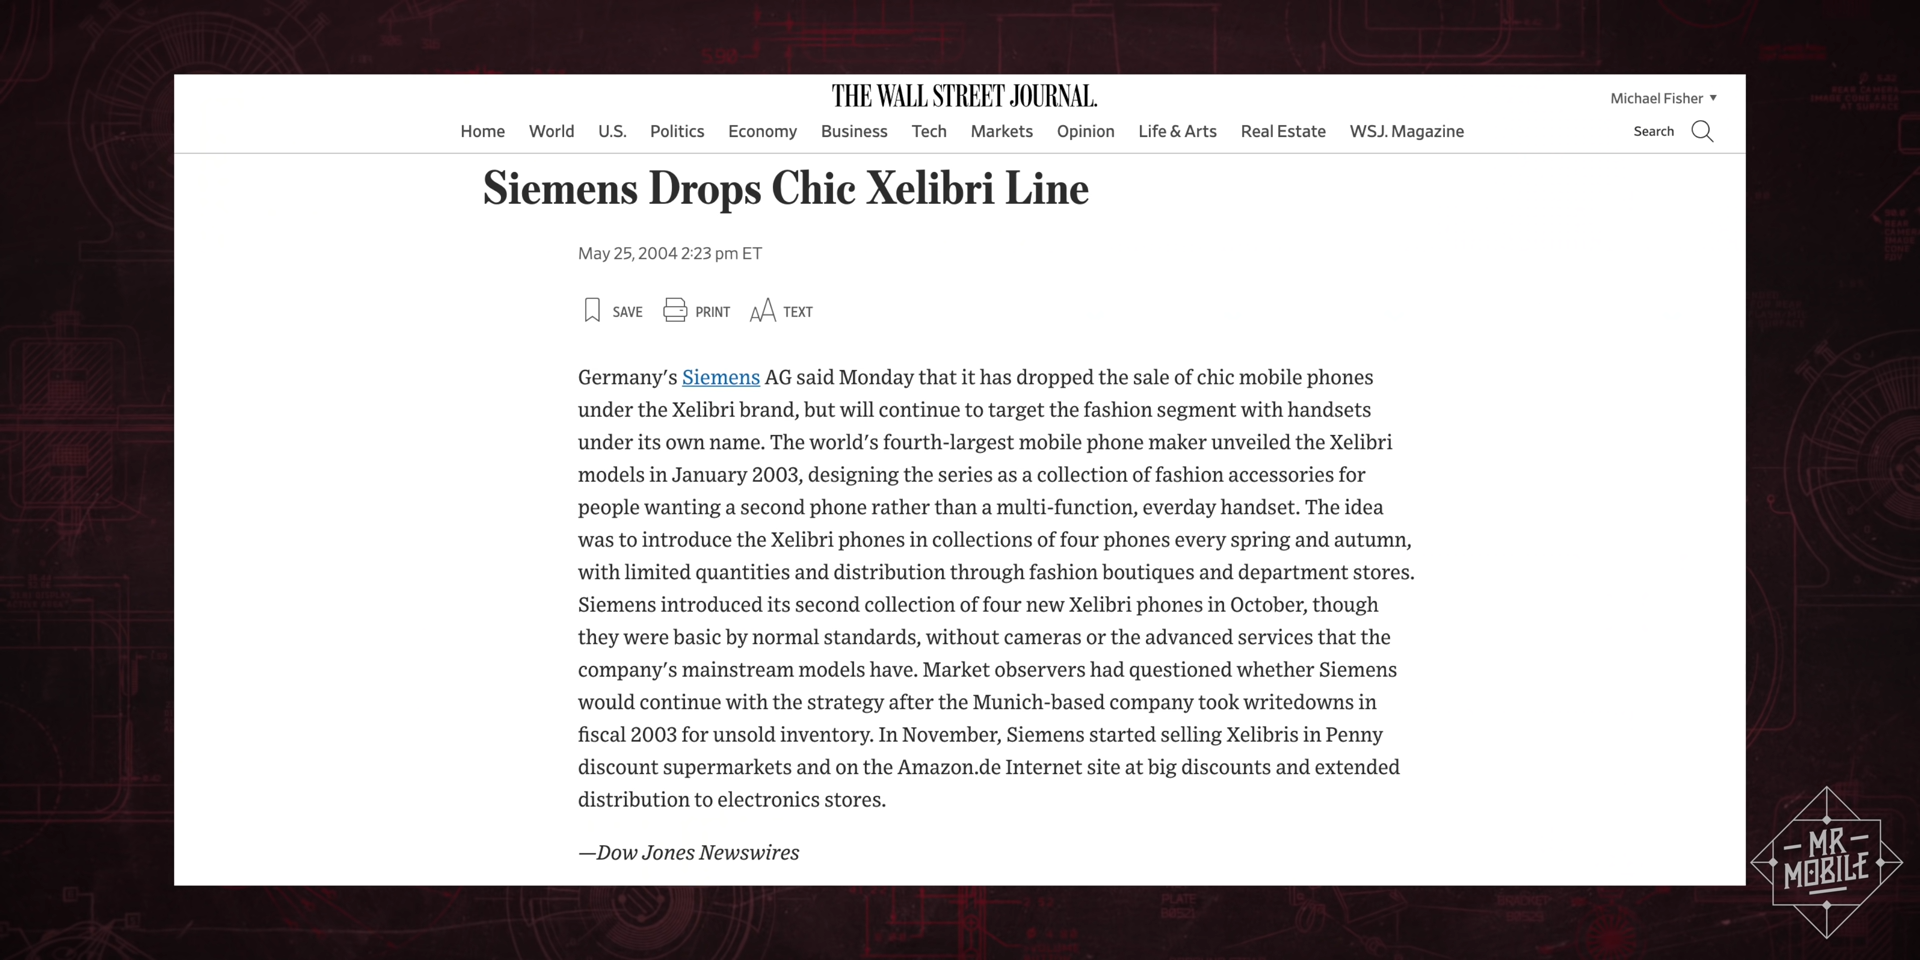 THE WALL STREET JOURNAL.
Michael Fisher
Home World U.S. Politics Economy Business Tech Markets Opinion Life & Arts Real Estate WSJ. Magazine
Search
Siemens Drops Chic Xelibri Line
May 25, 2004 2:23 pm ET
SAVE PRINT TEXT
Germany's Siemens AG said Monday that it has dropped the sale of chic mobile phones
under the Xelibri brand, but will continue to target the fashion segment with handsets
under its own name. The world's fourth-largest mobile phone maker unveiled the Xelibri
models in January 2003, designing the series as a collection of fashion accessories for
people wanting a second phone rather than a multi-function, everday handset. The idea
was to introduce the Xelibri phones in collections of four phones every spring and autumn,
with limited quantities and distribution through fashion boutiques and department stores.
Siemens introduced its second collection of four new Xelibri phones in October, though
they were basic by normal standards, without cameras or the advanced services that the
company's mainstream models have. Market observers had questioned whether Siemens
would continue with the strategy after the Munich-based company took writedowns in
fiscal 2003 for unsold inventory. In November, Siemens started selling Xelibris in Penny
discount supermarkets and on the Amazon.de Internet site at big discounts and extended
distribution to electronics stores.
—Dow Jones Newswires
MR
MOBILE